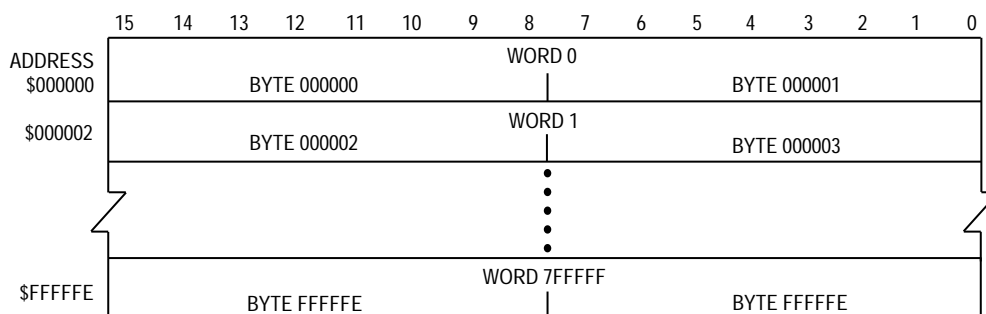 15 14 13 12 11 10 9 8 7 6 5 4 3 2 1 0
ADDRESS
$000000
WORD 0
BYTE 000000 BYTE 000001
$000002
WORD 1
BYTE 000002 BYTE 000003
$FFFFFE
WORD 7FFFFF
BYTE FFFFFE BYTE FFFFFE